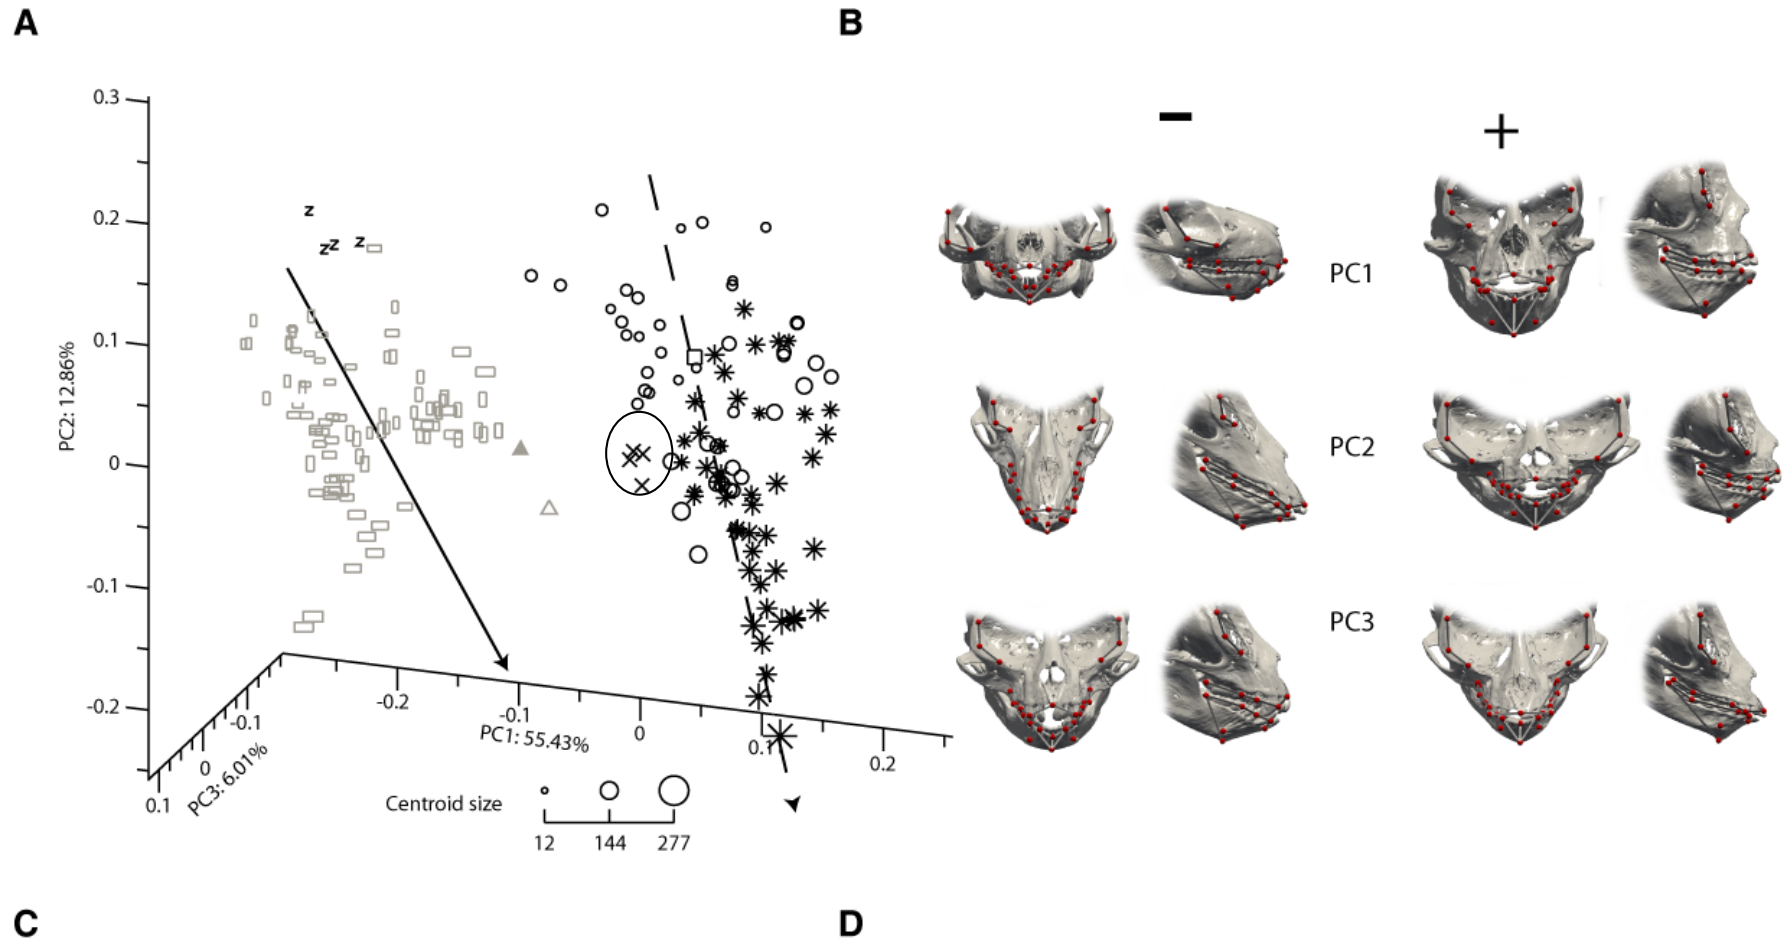 A
B
0.3
0.2
0.1
0
-0.1
-0.2
PC2: 12.86%
z
zz z
-0.1
0
0.1
PC3: 6.01%
-0.2
-0.1
0
0.1
0.2
PC1: 55.43%
Centroid size
12 144 277
− +
PC1
PC2
PC3
C
D